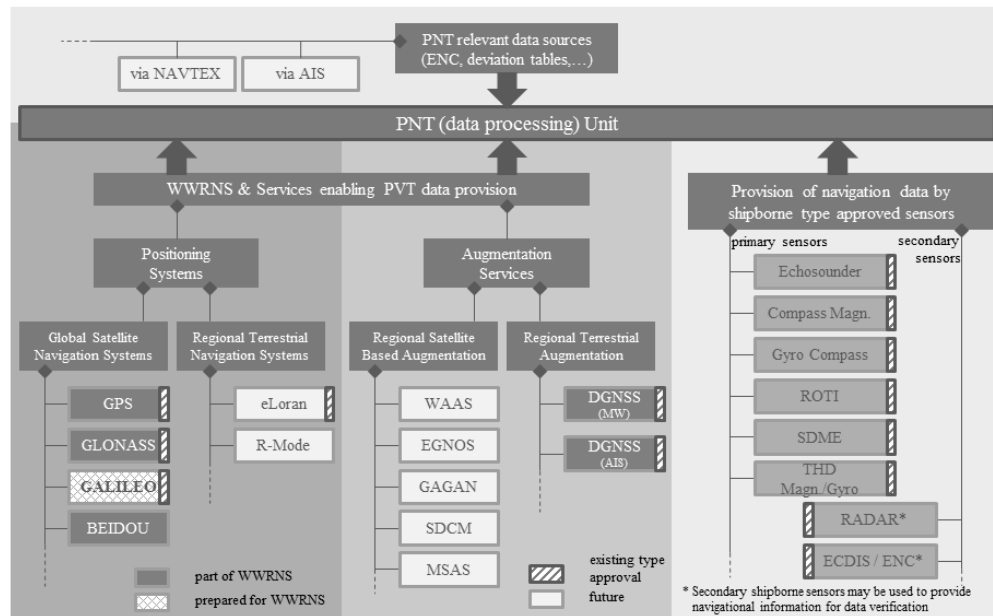 PNT relevant data sources
(ENC, deviation tables,…)
via NAVTEX
via AIS
PNT (data processing) Unit
WWRNS & Services enabling PVT data provision
Provision of navigation data by
shipborne type approved sensors
primary sensors
secondary
sensors
Positioning
Systems
Augmentation
Services
Global Satellite
Navigation Systems
Regional Terrestrial
Navigation Systems
Regional Satellite
Based Augmentation
Regional Terrestrial
Augmentation
GPS
GLONASS
GALILEO
BEIDOU
eLoran
R-Mode
WAAS
EGNOS
GAGAN
SDCM
MSAS
DGNSS
(MW)
DGNSS
(AIS)
Echosounder
Compass Magn.
Gyro Compass
ROTI
SDME
THD
Magn./Gyro
RADAR*
ECDIS / ENC*
part of WWRNS
prepared for WWRNS
existing type
approval
future
* Secondary shipborne sensors may be used to provide
navigational information for data verification